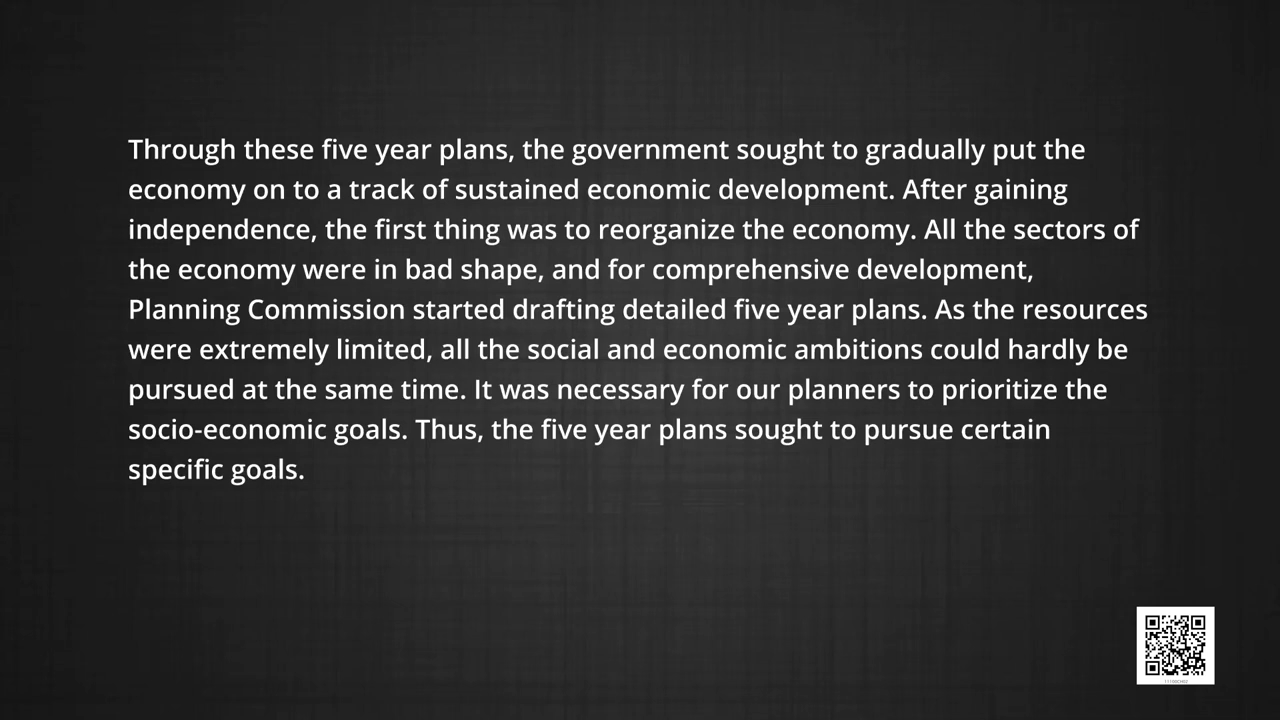 Through these five year plans, the government sought to gradually put the
economy on to a track of sustained economic development. After gaining
independence, the first thing was to reorganize the economy. All the sectors of
the economy were in bad shape, and for comprehensive development,
Planning Commission started drafting detailed five year plans. As the resources
were extremely limited, all the social and economic ambitions could hardly be
pursued at the same time. It was necessary for our planners to prioritize the
socio-economic goals. Thus, the five year plans sought to pursue certain
specific goals.